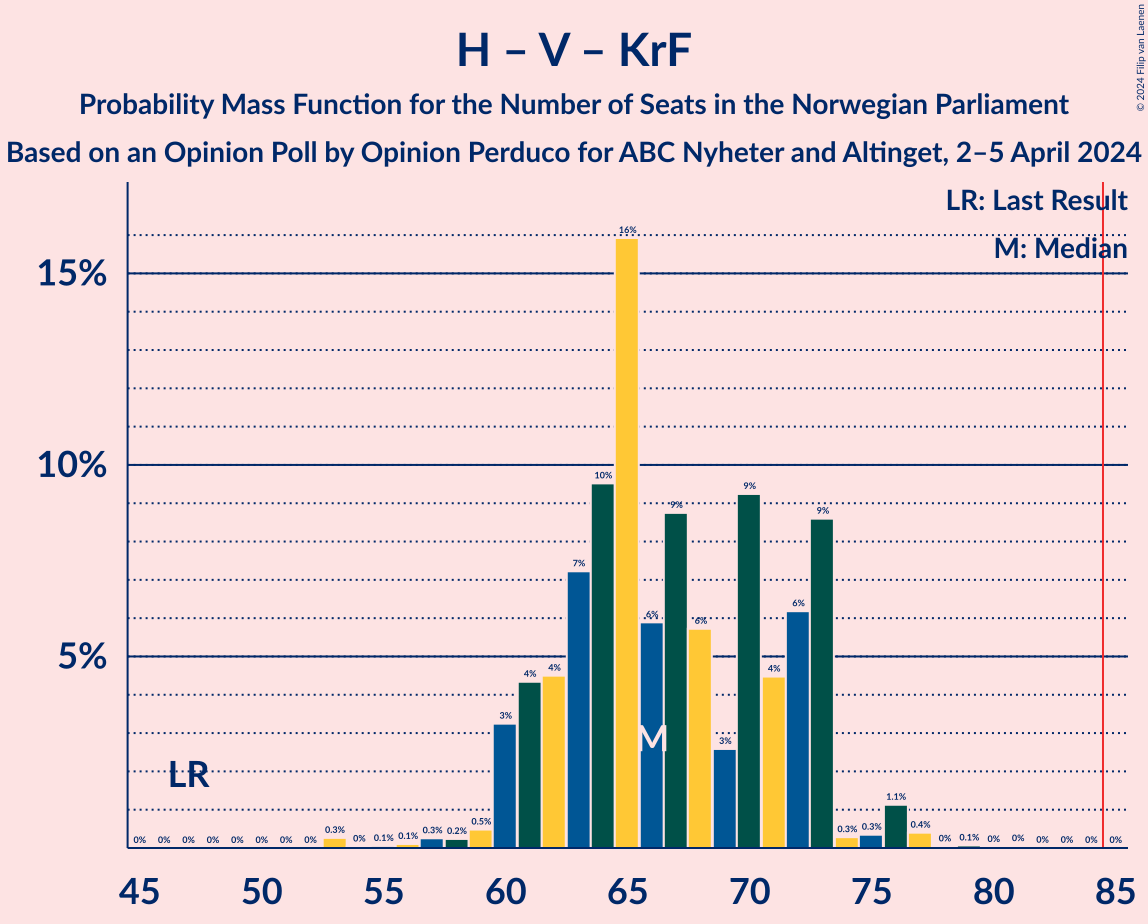 H – V – KrF
Probability Mass Function for the Number of Seats in the Norwegian Parliament
Based on an Opinion Poll by Opinion Perduco for ABC Nyheter and Altinget, 2–5 April 2024
© 2024 Filip van Laenen
LR: Last Result
M: Median
15%
10%
5%
0% 0% 0% 0% 0% 0% 0% 0% 0.3% 0% 0.1% 0.1% 0.3% 0.2% 0.5% 3% 4% 4% 7% 10% 16% 6% 9% 6% 3% 9% 4% 6% 9% 0.3% 0.3% 1.1% 0.4% 0% 0.1% 0% 0% 0% 0% 0% 0%
LR
M
45 50 55 60 65 70 75 80 85